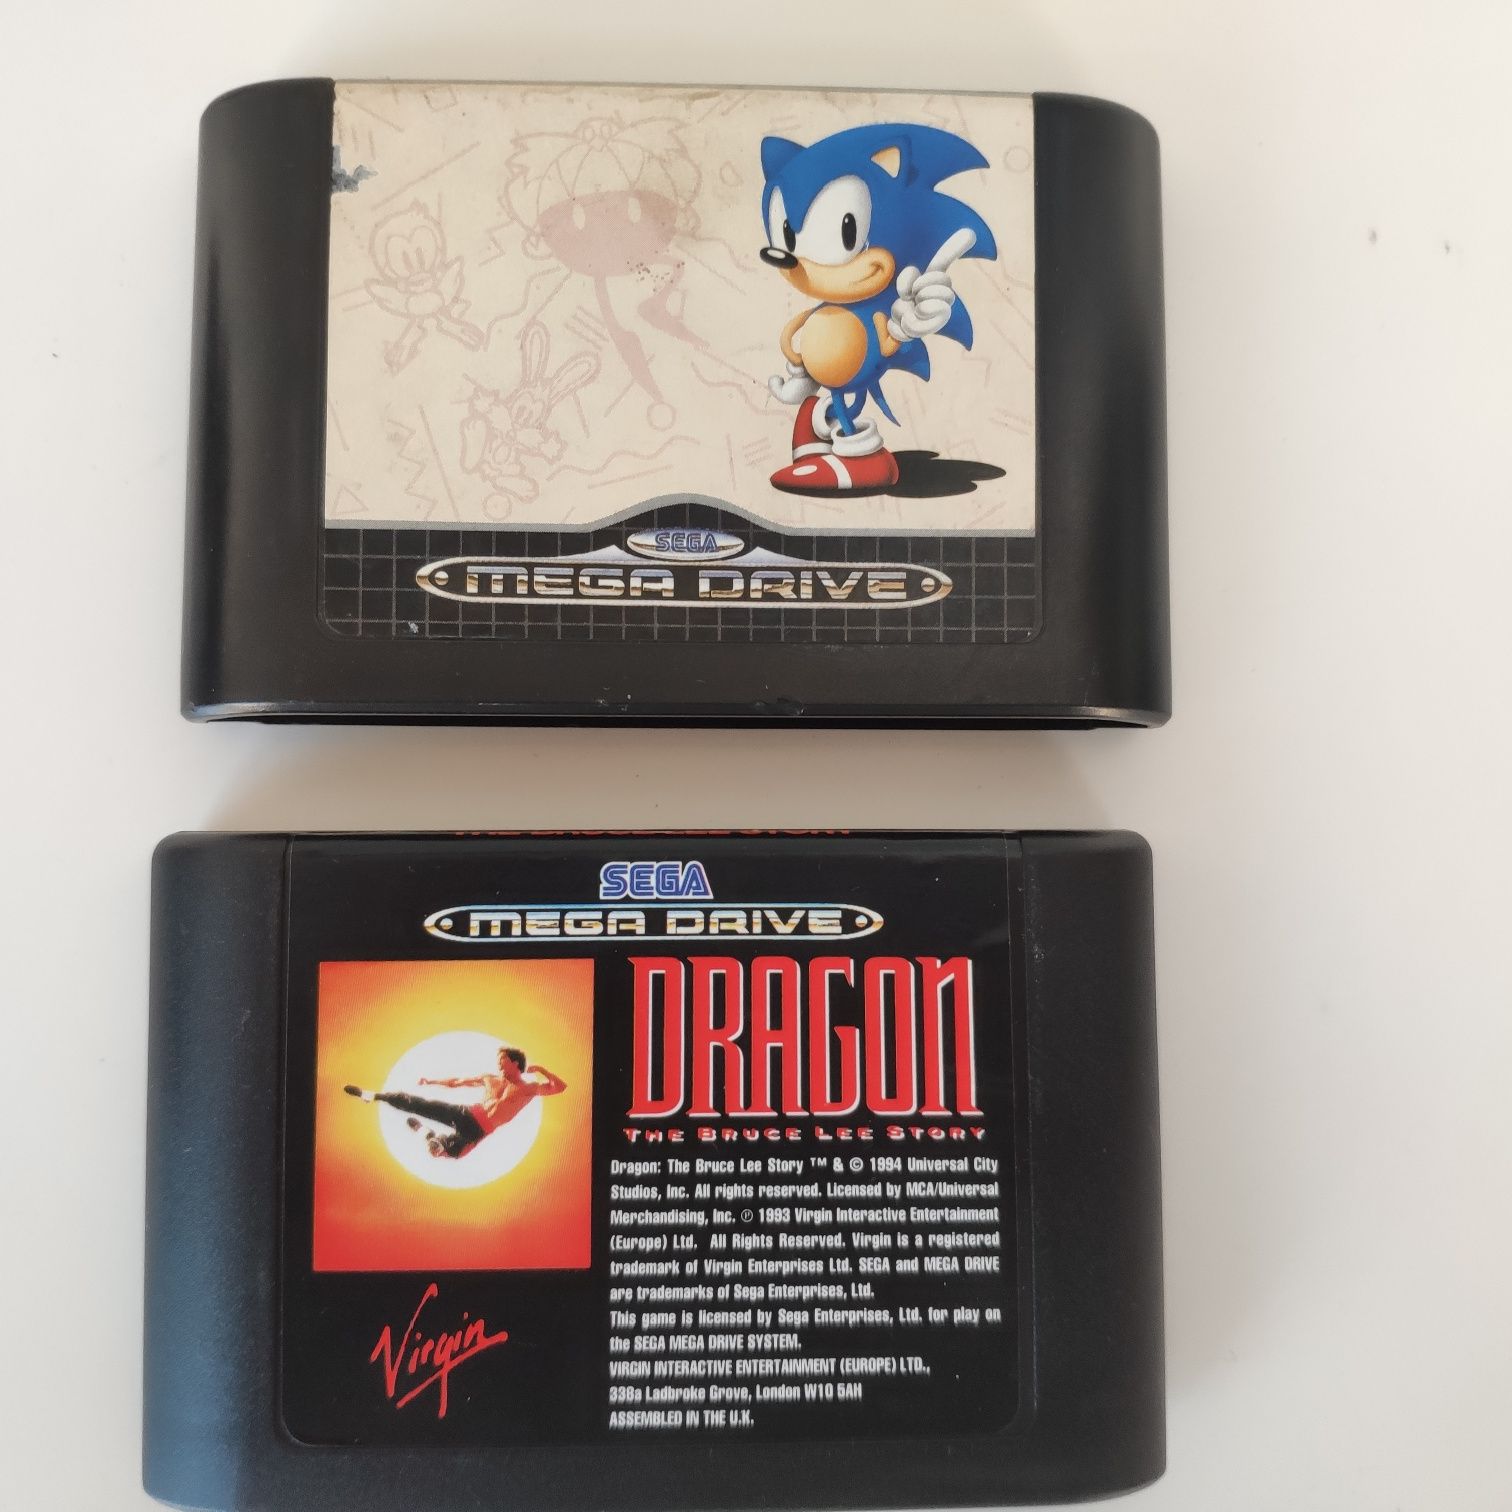 SEGA
MEGA DRIVE
THE BRUCE LEE STORY
SEGA
MEGA DRIVE
DRAGON
THE BRUCE LEE STORY
Dragon: The Bruce Lee Story ™ & © 1994 Universal City
Studios, Inc. All rights reserved. Licensed by MCA/Universal
Merchandising, Inc. ℗ 1993 Virgin Interactive Entertainment
(Europe) Ltd. All Rights Reserved. Virgin is a registered
trademark of Virgin Enterprises Ltd. SEGA and MEGA DRIVE
are trademarks of Sega Enterprises, Ltd.
This game is licensed by Sega Enterprises, Ltd. for play on
the SEGA MEGA DRIVE SYSTEM.
VIRGIN INTERACTIVE ENTERTAINMENT (EUROPE) LTD.,
338a Ladbroke Grove, London W10 5AH
ASSEMBLED IN THE U.K.
Virgin